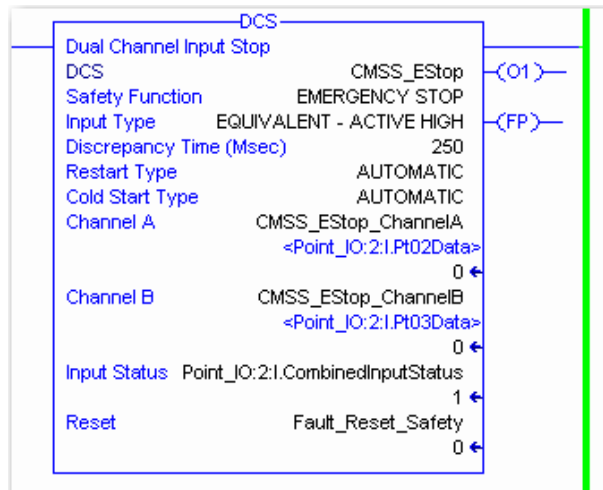 DCS
Dual Channel Input Stop
DCS CMSS_EStop (O1)
Safety Function EMERGENCY STOP
Input Type EQUIVALENT - ACTIVE HIGH (FP)
Discrepancy Time (Msec) 250
Restart Type AUTOMATIC
Cold Start Type AUTOMATIC
Channel A CMSS_EStop_ChannelA
<Point_IO:2:I.Pt02Data>
0
Channel B CMSS_EStop_ChannelB
<Point_IO:2:I.Pt03Data>
0
Input Status Point_IO:2:I.CombinedInputStatus
1
Reset Fault_Reset_Safety
0